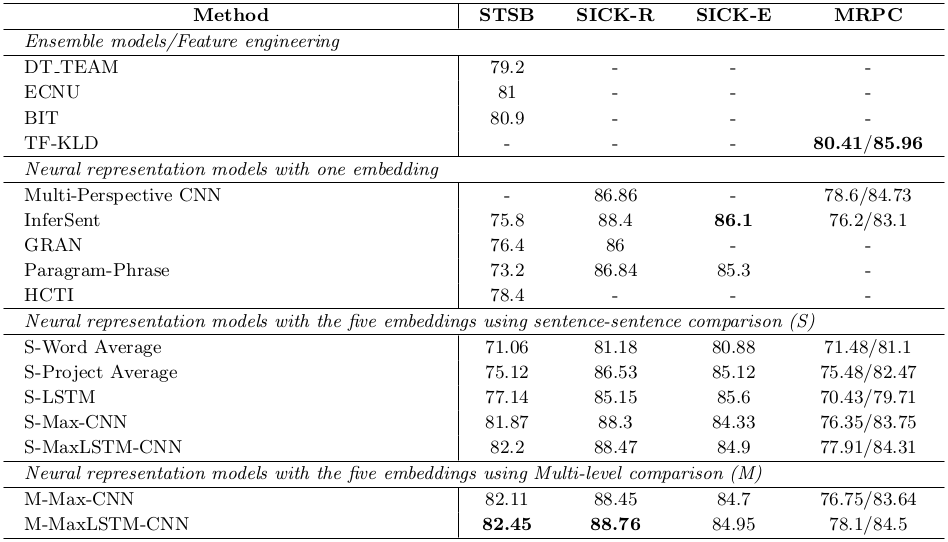 Method STSB SICK-R SICK-E MRPC
Ensemble models/Feature engineering
DT_TEAM 79.2 - - -
ECNU 81 - - -
BIT 80.9 - - -
TF-KLD - - - 80.41/85.96
Neural representation models with one embedding
Multi-Perspective CNN - 86.86 - 78.6/84.73
InferSent 75.8 88.4 86.1 76.2/83.1
GRAN 76.4 86 - -
Paragram-Phrase 73.2 86.84 85.3 -
HCTI 78.4 - - -
Neural representation models with the five embeddings using sentence-sentence comparison (S)
S-Word Average 71.06 81.18 80.88 71.48/81.1
S-Project Average 75.12 86.53 85.12 75.48/82.47
S-LSTM 77.14 85.15 85.6 70.43/79.71
S-Max-CNN 81.87 88.3 84.33 76.35/83.75
S-MaxLSTM-CNN 82.2 88.47 84.9 77.91/84.31
Neural representation models with the five embeddings using Multi-level comparison (M)
M-Max-CNN 82.11 88.45 84.7 76.75/83.64
M-MaxLSTM-CNN 82.45 88.76 84.95 78.1/84.5